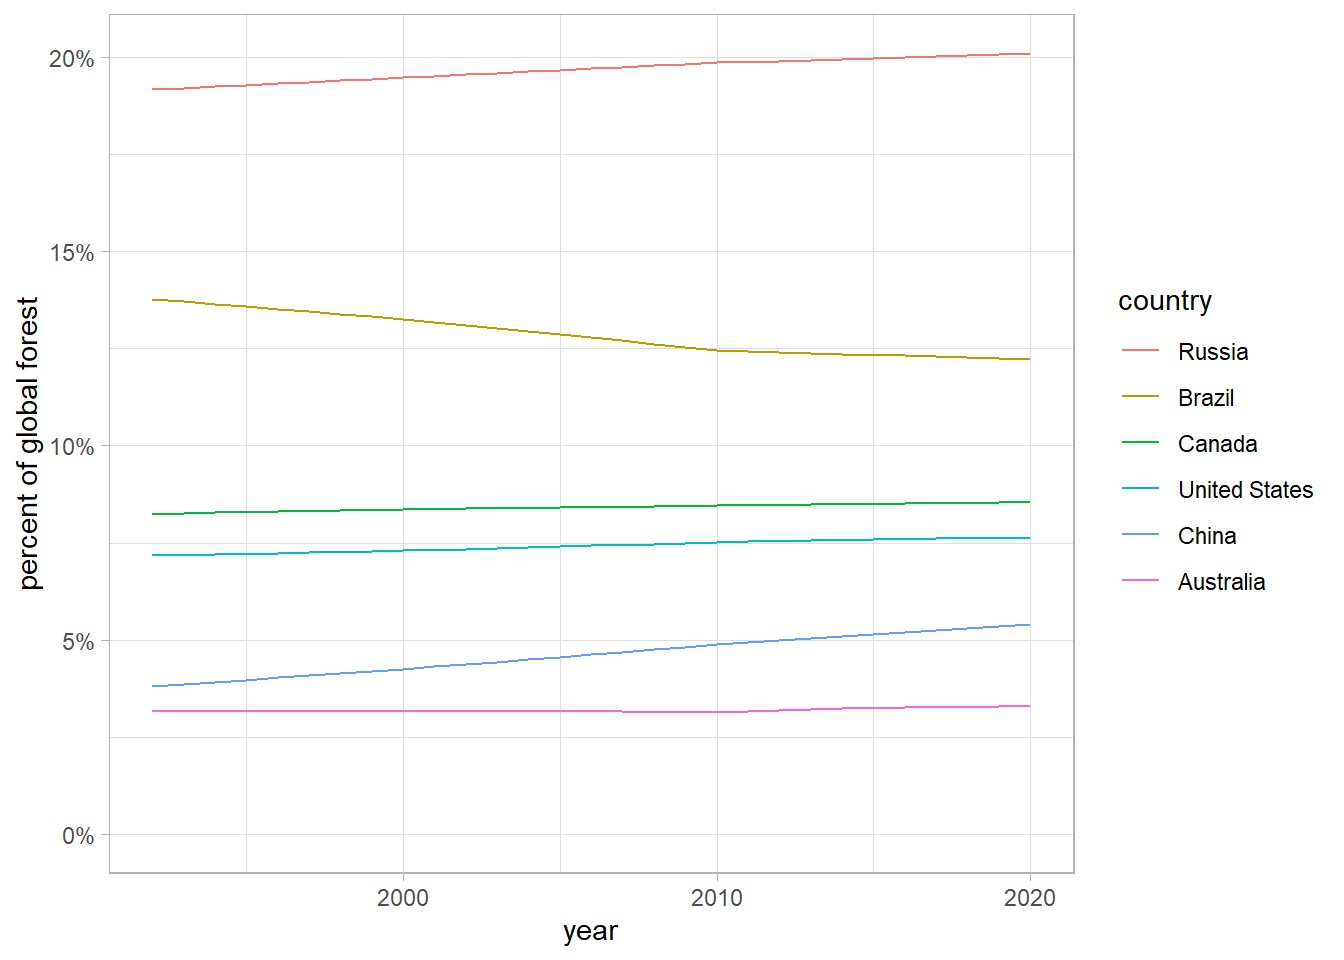 20%
15%
10%
5%
0%
percent of global forest
2000
2010
2020
year
country
Russia
Brazil
Canada
United States
China
Australia